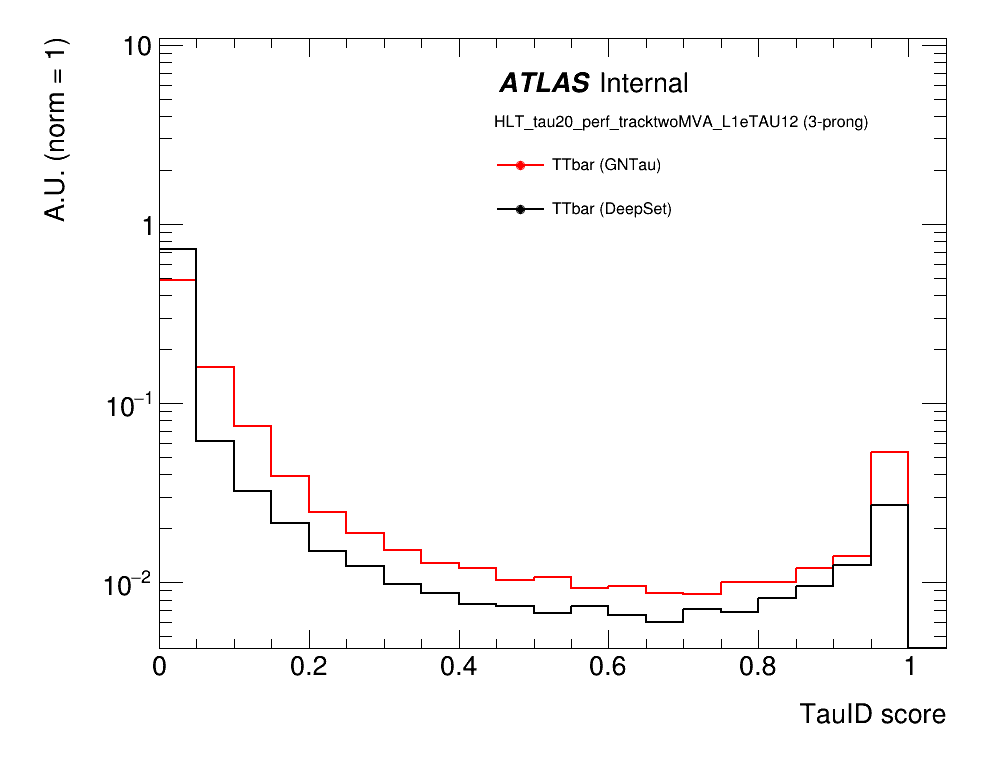 A.U. (norm = 1)
10
1
10⁻¹
10⁻²
ATLAS Internal
HLT_tau20_perf_tracktwoMVA_L1eTAU12 (3-prong)
TTbar (GNTau)
TTbar (DeepSet)
0 0.2 0.4 0.6 0.8 1
TauID score